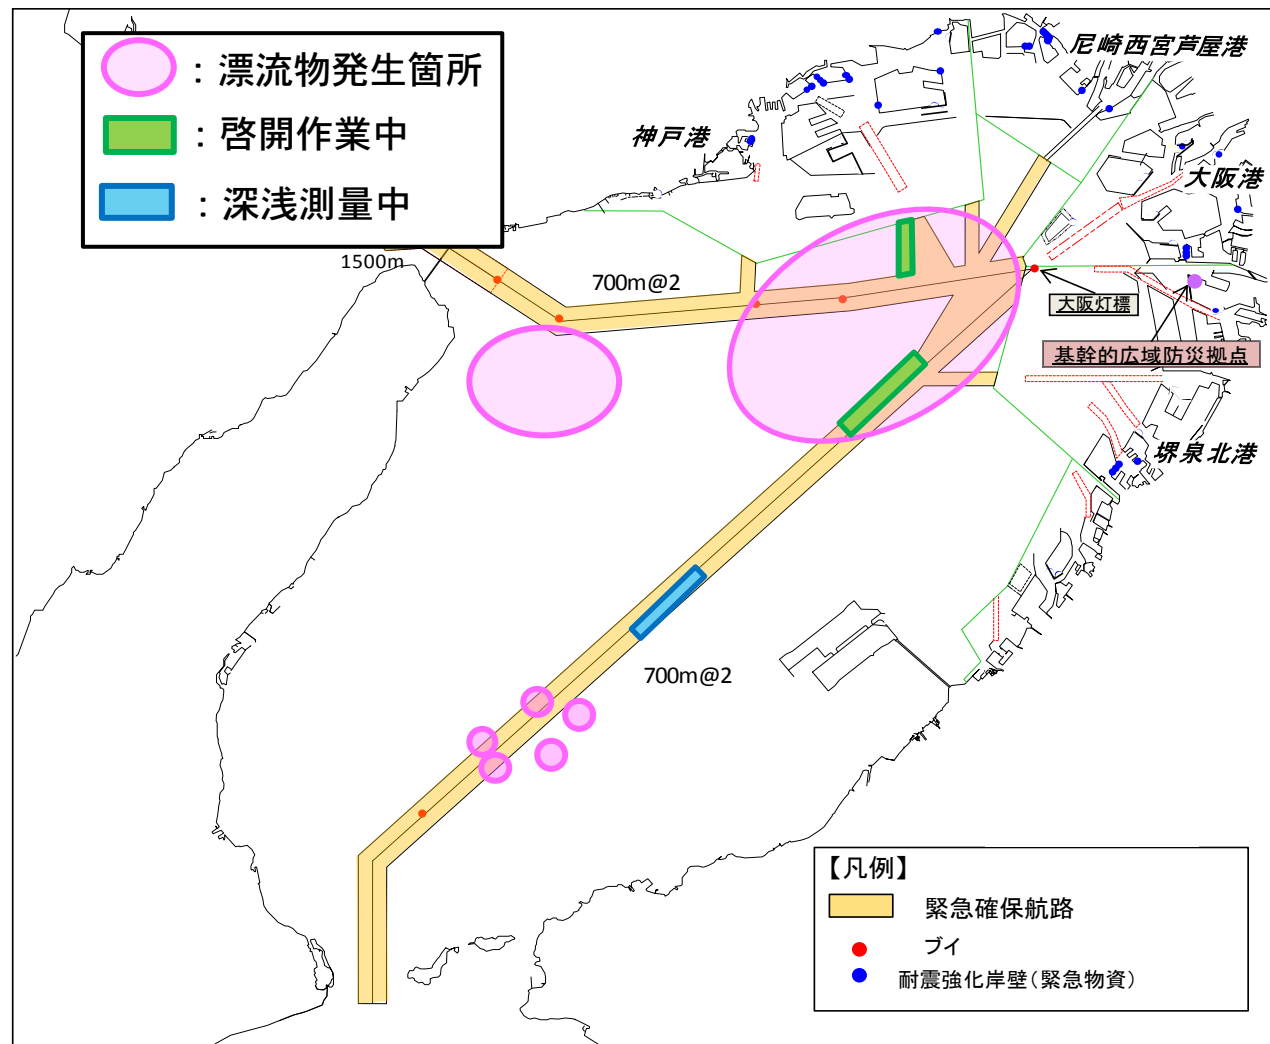 ：漂流物発生箇所
：啓開作業中
：深浅測量中
尼崎西宮芦屋港
神戸港
大阪港
1500m
700m@2
大阪灯標
基幹的広域防災拠点
堺泉北港
700m@2
【凡例】
緊急確保航路
ブイ
耐震強化岸壁（緊急物資）